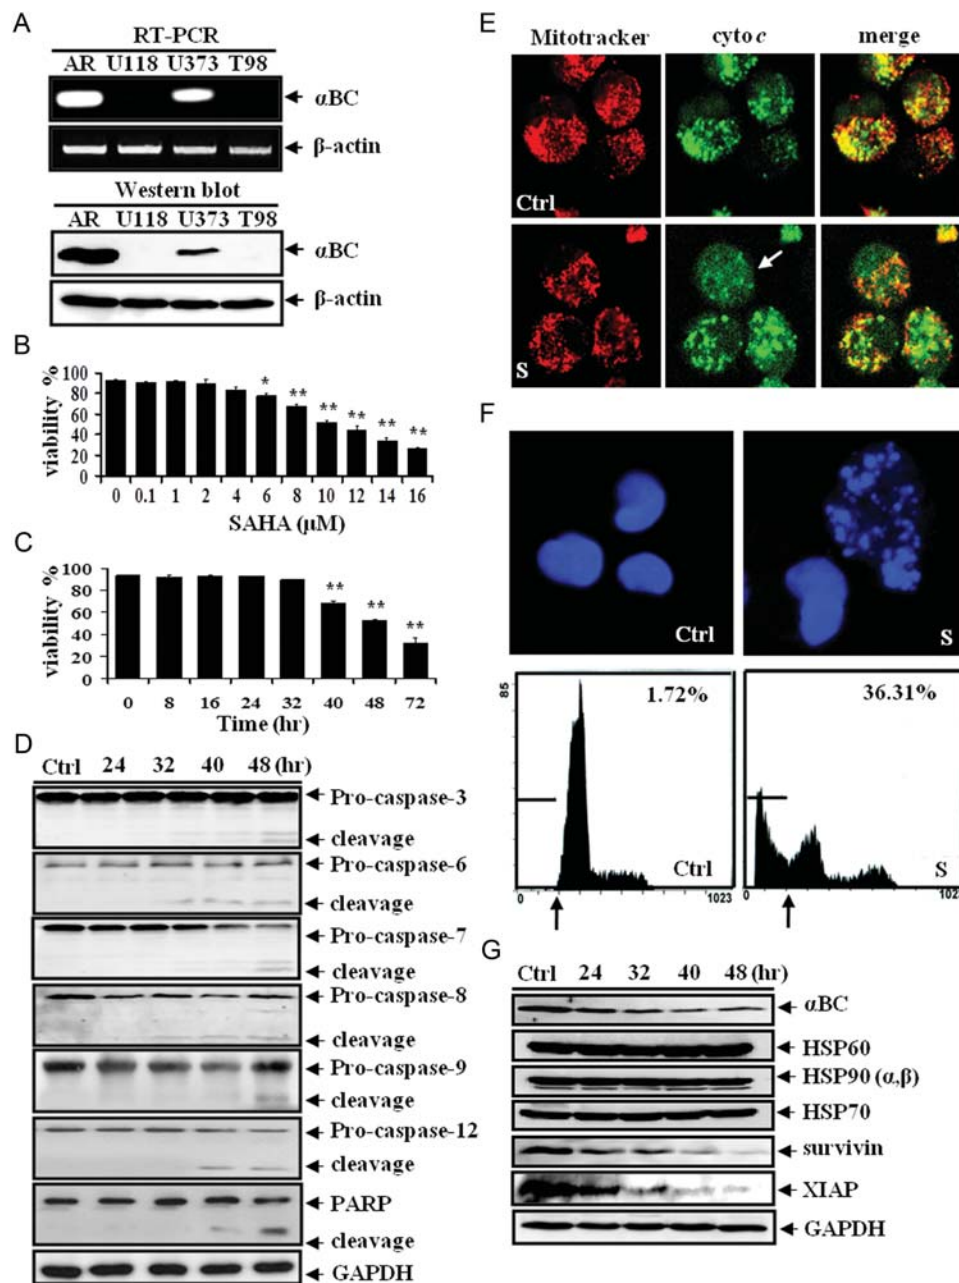 A
RT-PCR
AR U118 U373 T98
αBC
β-actin
Western blot
AR U118 U373 T98
αBC
β-actin
B
viability %
100
80
60
40
20
0
* ** ** ** ** **
0 0.1 1 2 4 6 8 10 12 14 16
SAHA (µM)
C
viability %
100
80
60
40
20
0
** ** **
0 8 16 24 32 40 48 72
Time (hr)
D
Ctrl 24 32 40 48 (hr)
Pro-caspase-3
cleavage
Pro-caspase-6
cleavage
Pro-caspase-7
cleavage
Pro-caspase-8
cleavage
Pro-caspase-9
cleavage
Pro-caspase-12
cleavage
PARP
cleavage
GAPDH
E
Mitotracker cyto c merge
Ctrl
S
F
Ctrl
S
85
1.72%
Ctrl
0 1023
36.31%
S
0 102
G
Ctrl 24 32 40 48 (hr)
αBC
HSP60
HSP90 (α,β)
HSP70
survivin
XIAP
GAPDH